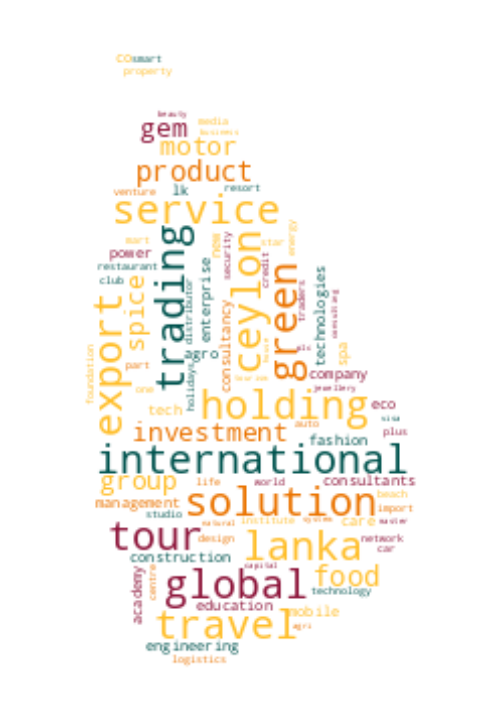 CO smart
property
beauty
gem media
business
motor
product
venture lk resort
service
mart trading new security ceylon star energy
power
restaurant
club
export spice distributor enterprise credit green traders technologies consulting
agro consultancy
foundation part holidays spa
company
one jewellery
tech holding eco
auto visa
investment plus
fashion
international
group life world consultants
management solution beach
import
studio
natural institute system care master
tour design lanka network
car
construction
capital
academy centre global food
technology
education
mobile
travel agri
engineering
logistics